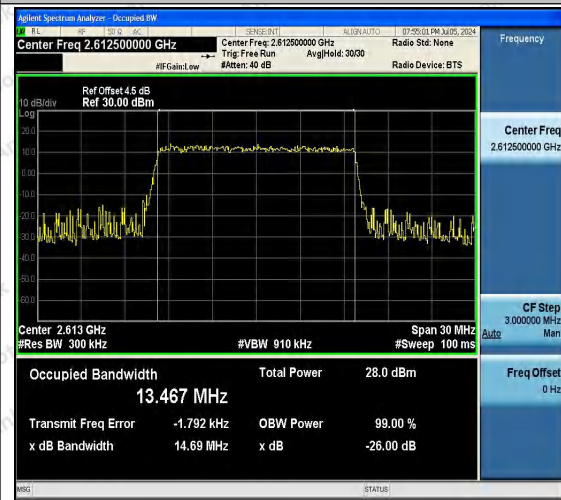 Agilent Spectrum Analyzer - Occupied BW
RL RF 50 Ω AC SENSE:INT ALIGN AUTO 07:55:01 PM Jul 05, 2024
Center Freq 2.612500000 GHz
Center Freq: 2.612500000 GHz
Radio Std: None
Trig: Free Run Avg|Hold: 30/30
#IFGain:Low #Atten: 40 dB Radio Device: BTS
Ref Offset 4.5 dB
10 dB/div Ref 30.00 dBm
Log
20.0
10.0
0.00
-10.0
-20.0
-30.0
-40.0
-50.0
-60.0
Center 2.613 GHz Span 30 MHz
#Res BW 300 kHz #VBW 910 kHz #Sweep 100 ms
Occupied Bandwidth Total Power 28.0 dBm
13.467 MHz
Transmit Freq Error -1.792 kHz OBW Power 99.00 %
x dB Bandwidth 14.69 MHz x dB -26.00 dB
MSG STATUS
Frequency
Center Freq
2.612500000 GHz
CF Step
3.000000 MHz
Auto Man
Freq Offset
0 Hz